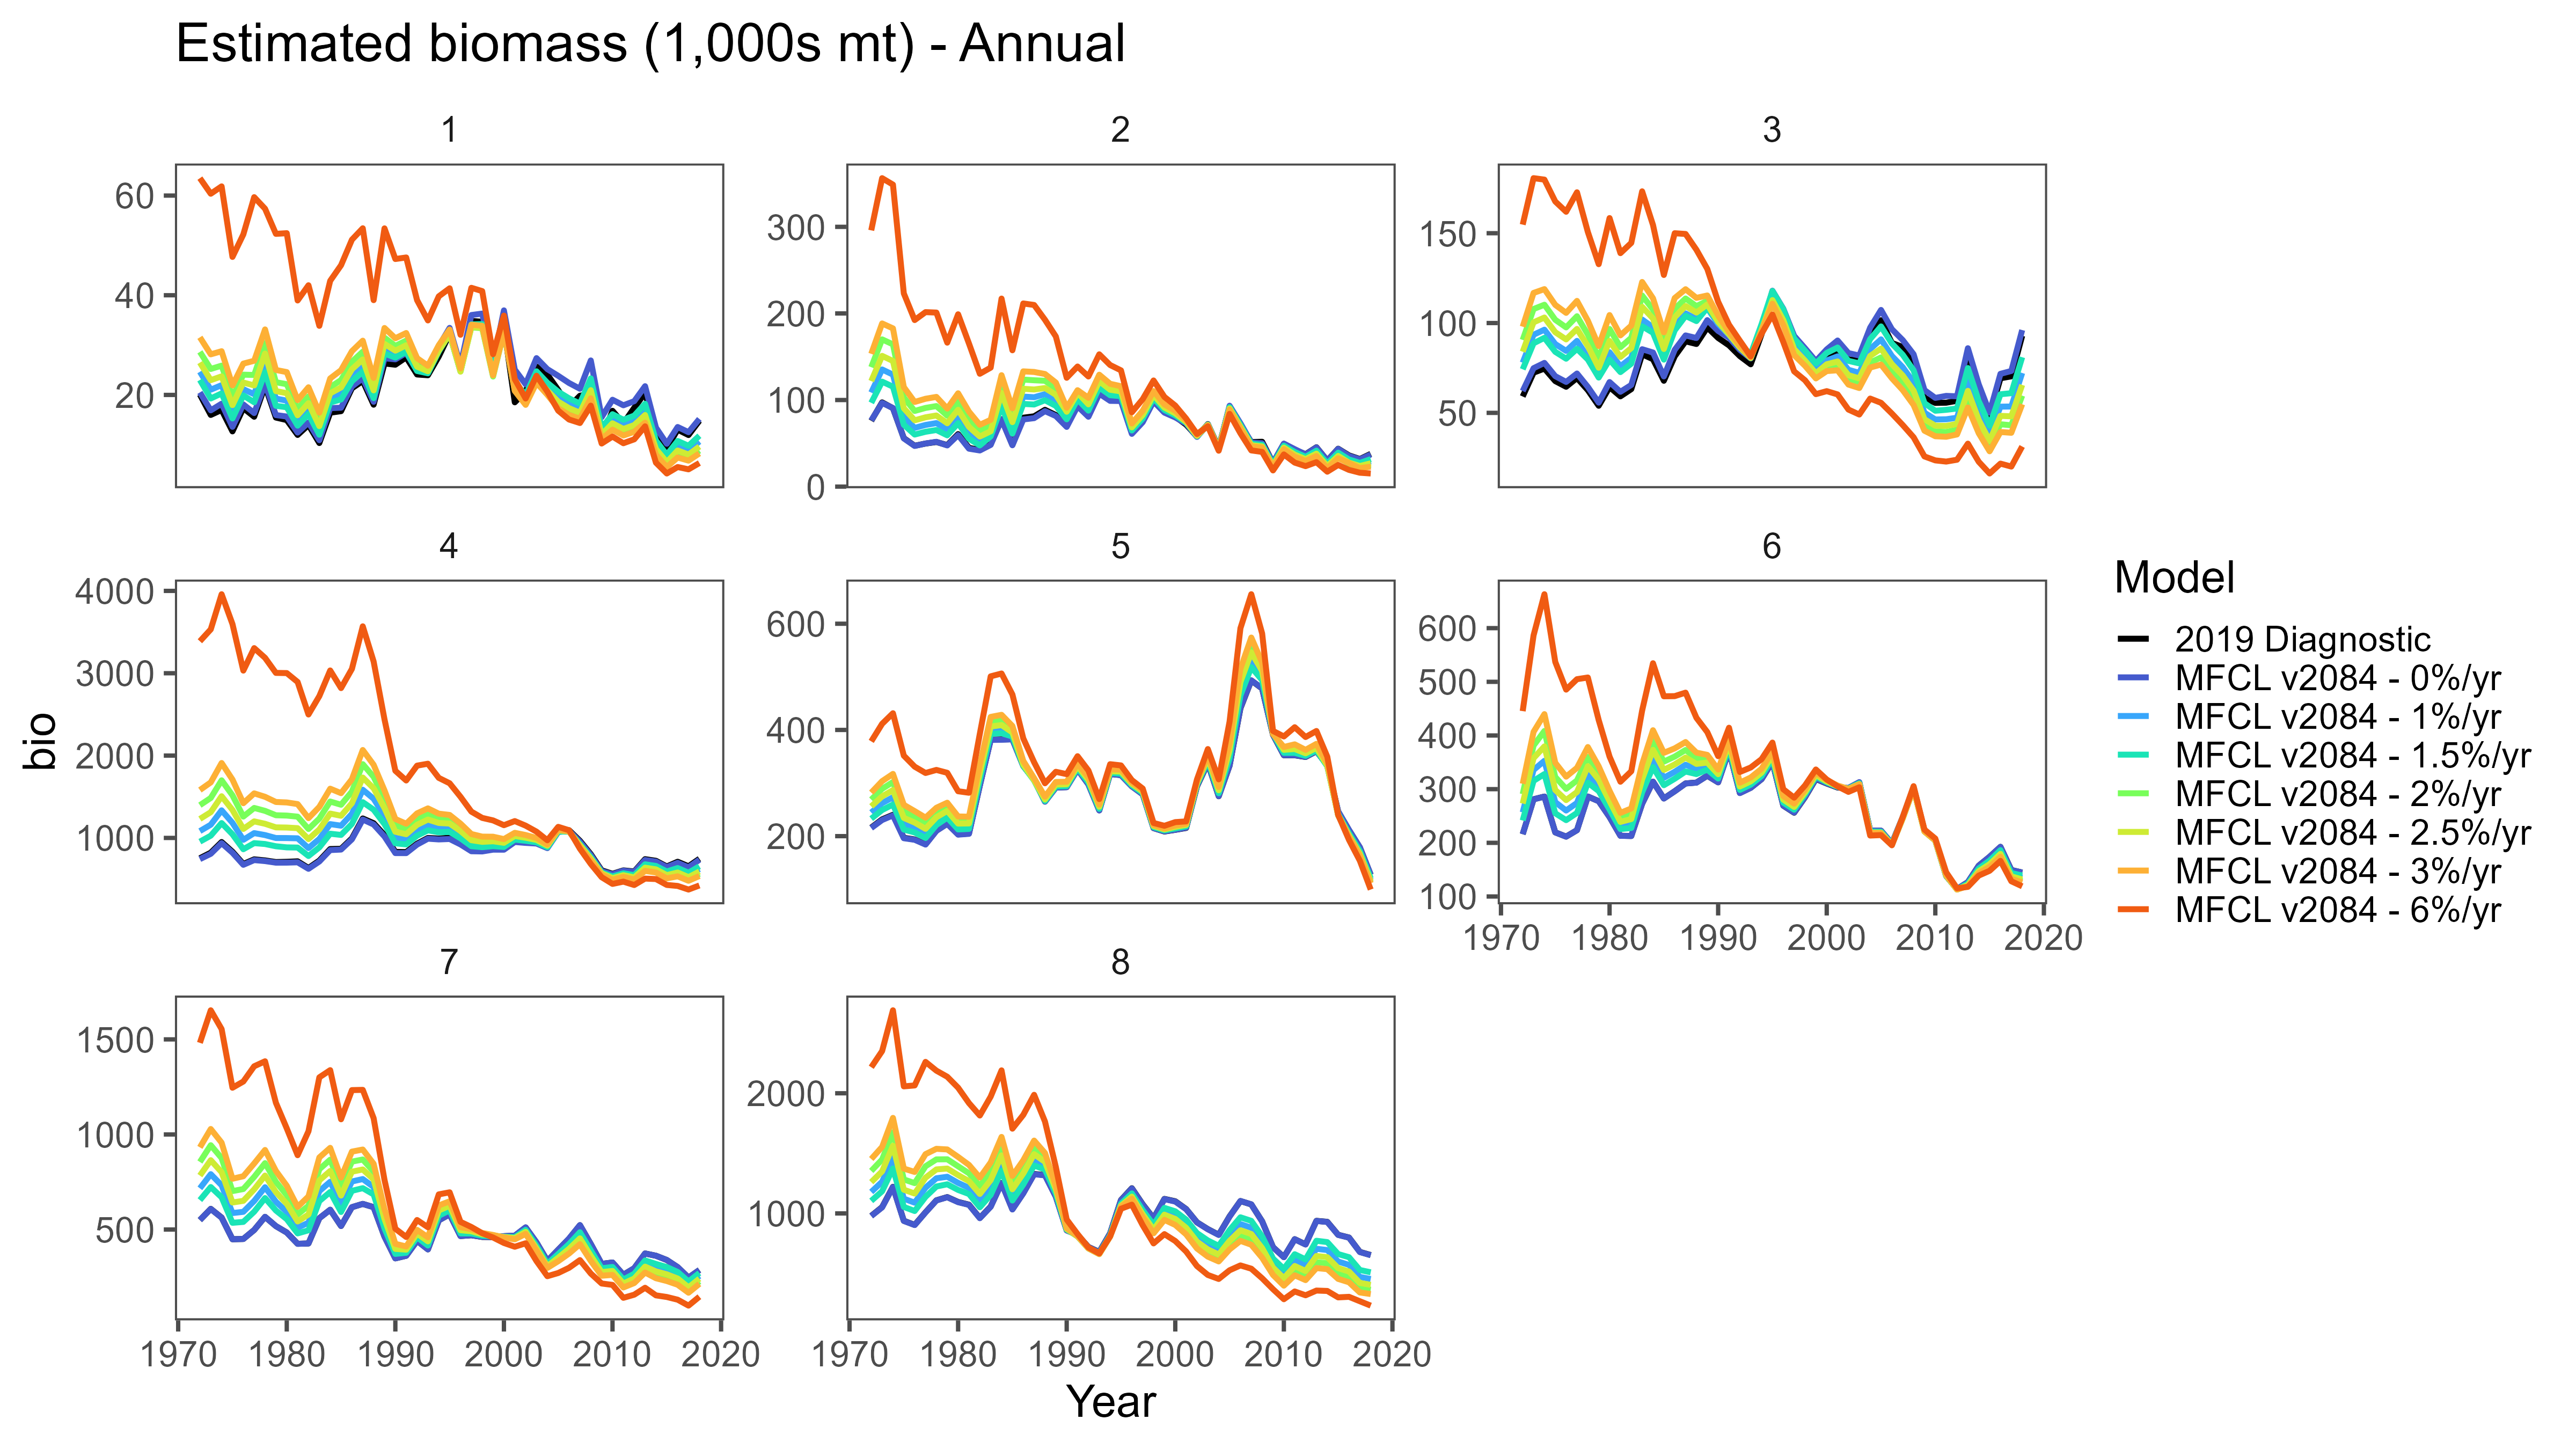 Estimated biomass (1,000s mt) - Annual
1
2
3
60
40
20
300
200
100
0
150
100
50
4
5
6
4000
3000
2000
1000
600
400
200
600
500
400
300
200
100
1970 1980 1990 2000 2010 2020
7
8
1500
1000
500
2000
1000
1970 1980 1990 2000 2010 2020
1970 1980 1990 2000 2010 2020
bio
Year
Model
2019 Diagnostic
MFCL v2084 - 0%/yr
MFCL v2084 - 1%/yr
MFCL v2084 - 1.5%/yr
MFCL v2084 - 2%/yr
MFCL v2084 - 2.5%/yr
MFCL v2084 - 3%/yr
MFCL v2084 - 6%/yr